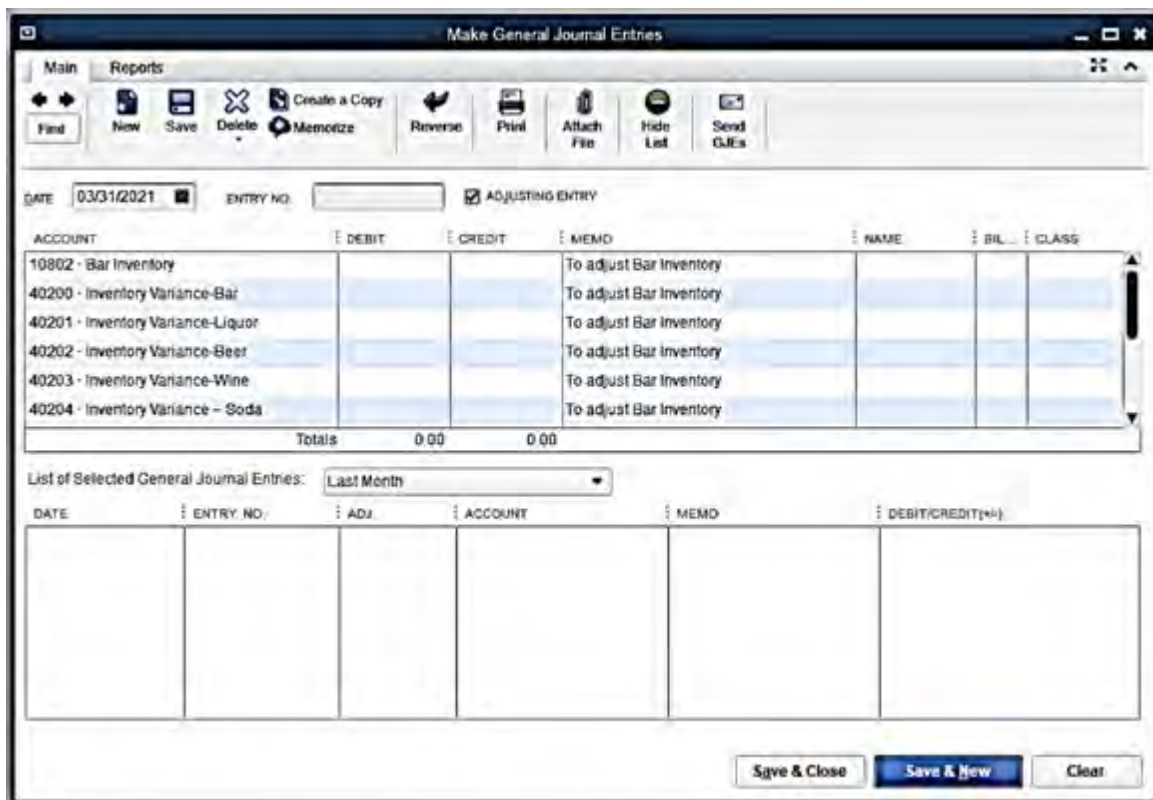 Make General Journal Entries
Main Reports
Find New Save Delete Create a Copy Memorize Reverse Print Attach File Hide List Send GJEs
DATE 03/31/2021 ENTRY NO. ADJUSTING ENTRY
ACCOUNT DEBIT CREDIT MEMO NAME BIL... CLASS
10802 · Bar Inventory To adjust Bar Inventory
40200 · Inventory Variance-Bar To adjust Bar Inventory
40201 · Inventory Variance-Liquor To adjust Bar Inventory
40202 · Inventory Variance-Beer To adjust Bar Inventory
40203 · Inventory Variance-Wine To adjust Bar Inventory
40204 · Inventory Variance – Soda To adjust Bar Inventory
Totals 0.00 0.00
List of Selected General Journal Entries: Last Month
DATE ENTRY NO. ADJ ACCOUNT MEMO DEBIT/CREDIT(+/-)
Save & Close Save & New Clear